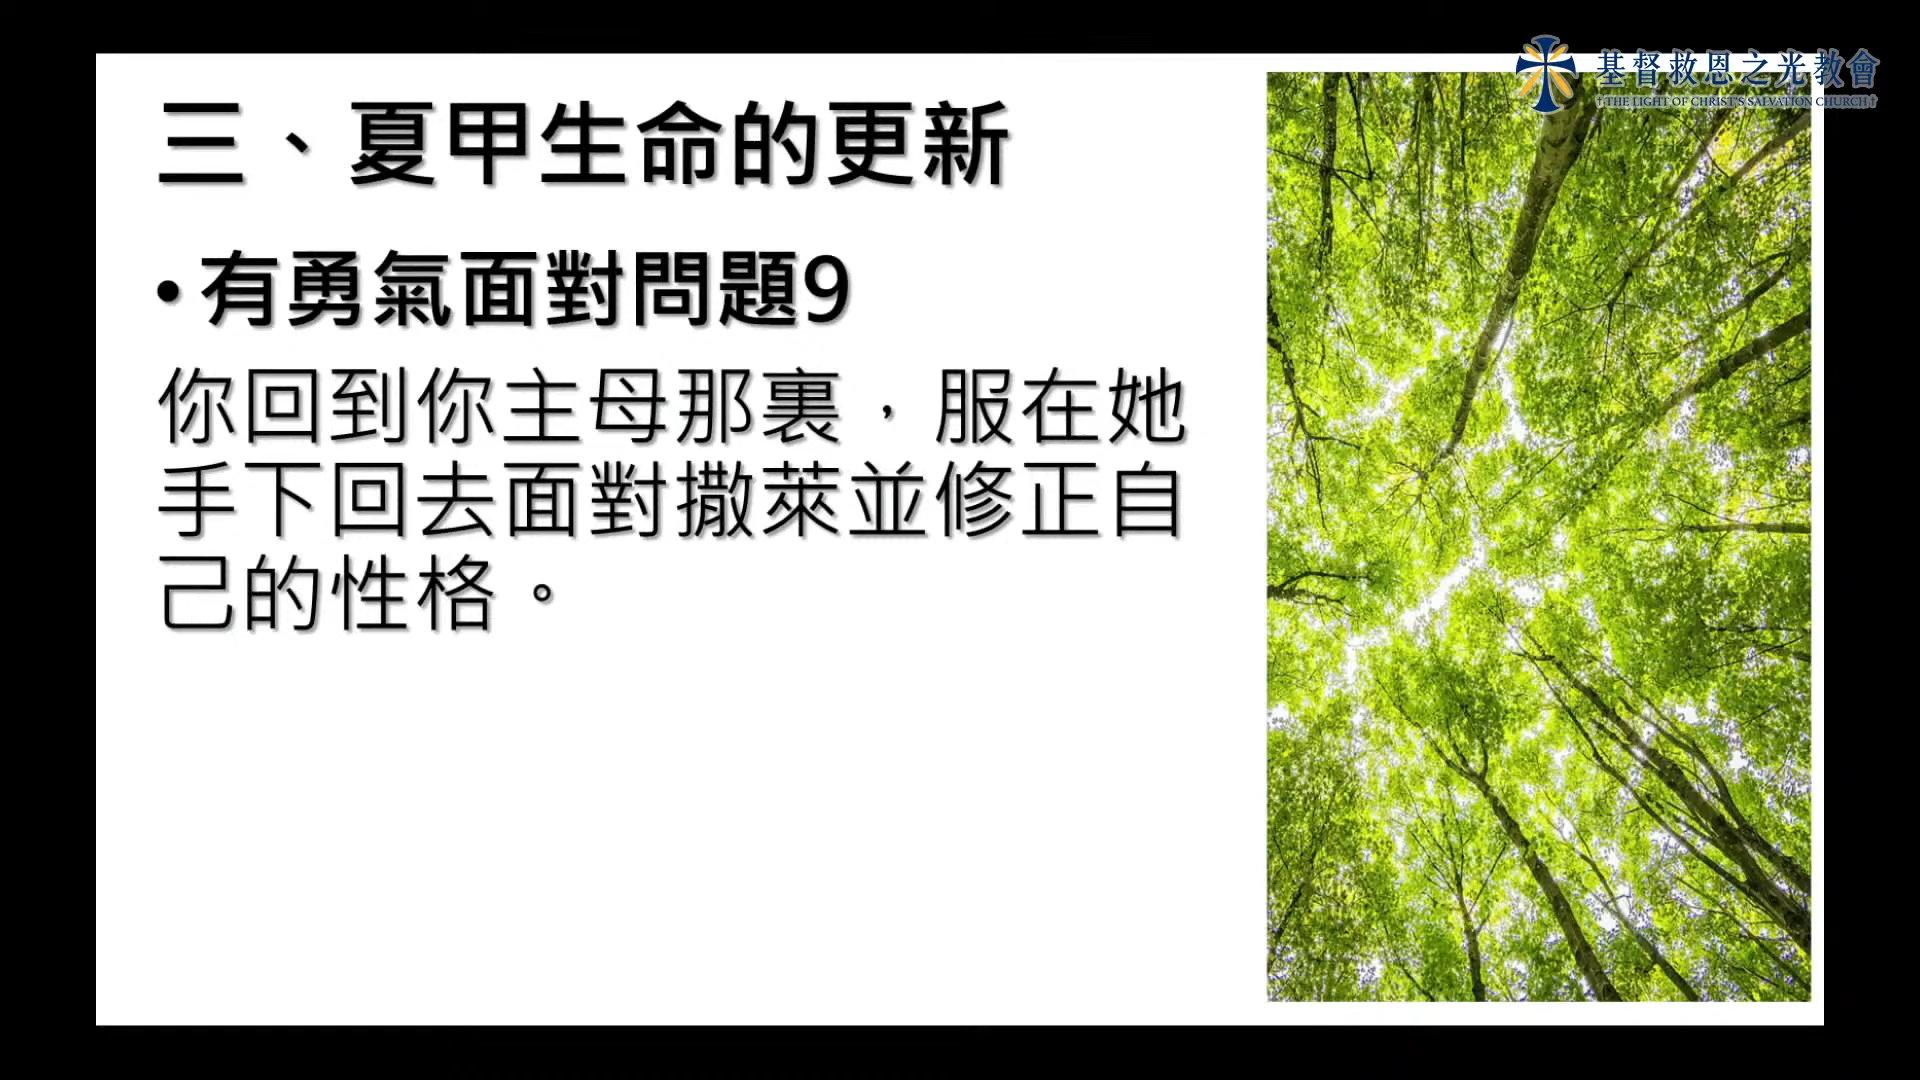 基督救恩之光教會
†THE LIGHT OF CHRIST'S SALVATION CHURCH†
三、夏甲生命的更新
•有勇氣面對問題9
你回到你主母那裏，服在她
手下回去面對撒萊並修正自
己的性格。